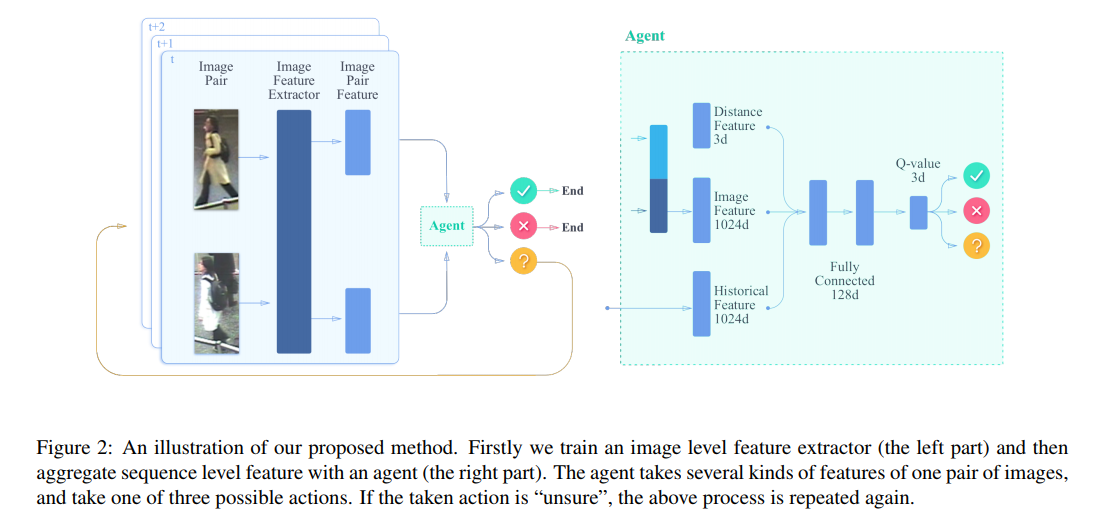 t+2
t+1
t
Image
Pair
Image
Feature
Extractor
Image
Pair
Feature
Agent
End
End
Agent
Distance
Feature
3d
Image
Feature
1024d
Historical
Feature
1024d
Fully
Connected
128d
Q-value
3d
Figure 2: An illustration of our proposed method. Firstly we train an image level feature extractor (the left part) and then
aggregate sequence level feature with an agent (the right part). The agent takes several kinds of features of one pair of images,
and take one of three possible actions. If the taken action is “unsure”, the above process is repeated again.